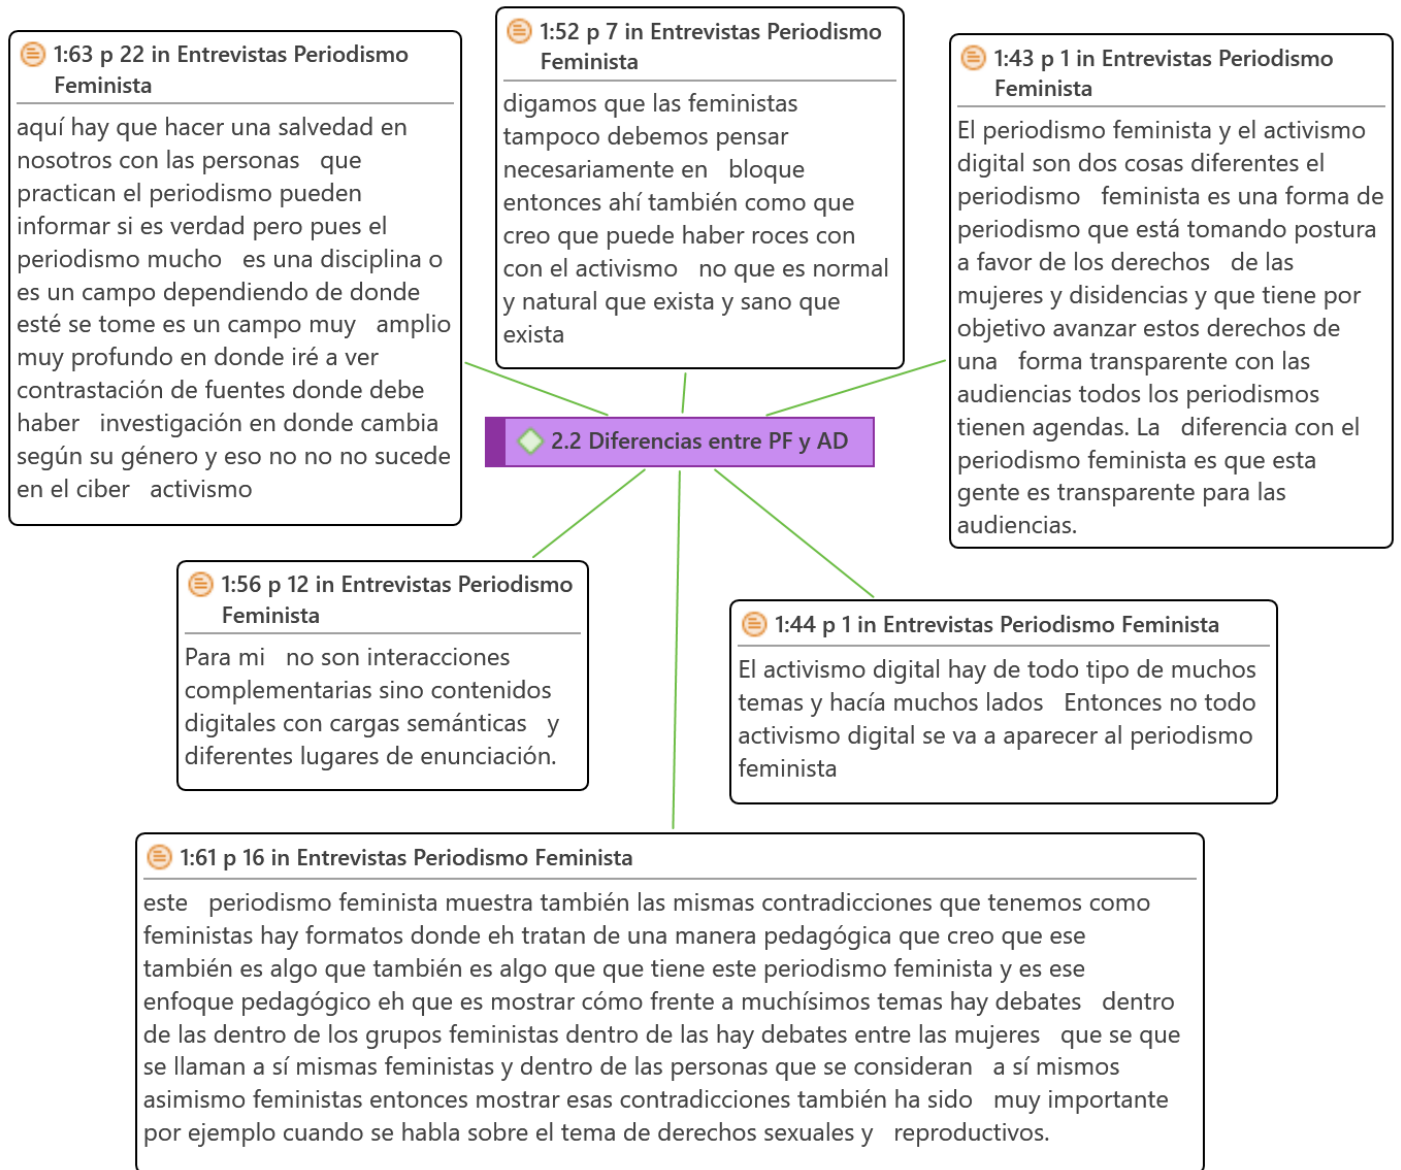 1:63 p 22 in Entrevistas Periodismo
Feminista
aquí hay que hacer una salvedad en
nosotros con las personas que
practican el periodismo pueden
informar si es verdad pero pues el
periodismo mucho es una disciplina o
es un campo dependiendo de donde
esté se tome es un campo muy amplio
muy profundo en donde iré a ver
contrastación de fuentes donde debe
haber investigación en donde cambia
según su género y eso no no no sucede
en el ciber activismo
1:52 p 7 in Entrevistas Periodismo
Feminista
digamos que las feministas
tampoco debemos pensar
necesariamente en bloque
entonces ahí también como que
creo que puede haber roces con
con el activismo no que es normal
y natural que exista y sano que
exista
1:43 p 1 in Entrevistas Periodismo
Feminista
El periodismo feminista y el activismo
digital son dos cosas diferentes el
periodismo feminista es una forma de
periodismo que está tomando postura
a favor de los derechos de las
mujeres y disidencias y que tiene por
objetivo avanzar estos derechos de
una forma transparente con las
audiencias todos los periodismos
tienen agendas. La diferencia con el
periodismo feminista es que esta
gente es transparente para las
audiencias.
2.2 Diferencias entre PF y AD
1:56 p 12 in Entrevistas Periodismo
Feminista
Para mi no son interacciones
complementarias sino contenidos
digitales con cargas semánticas y
diferentes lugares de enunciación.
1:44 p 1 in Entrevistas Periodismo Feminista
El activismo digital hay de todo tipo de muchos
temas y hacía muchos lados Entonces no todo
activismo digital se va a aparecer al periodismo
feminista
1:61 p 16 in Entrevistas Periodismo Feminista
este periodismo feminista muestra también las mismas contradicciones que tenemos como
feministas hay formatos donde eh tratan de una manera pedagógica que creo que ese
también es algo que también es algo que que tiene este periodismo feminista y es ese
enfoque pedagógico eh que es mostrar cómo frente a muchísimos temas hay debates dentro
de las dentro de los grupos feministas dentro de las hay debates entre las mujeres que se que
se llaman a sí mismas feministas y dentro de las personas que se consideran a sí mismos
asimismo feministas entonces mostrar esas contradicciones también ha sido muy importante
por ejemplo cuando se habla sobre el tema de derechos sexuales y reproductivos.